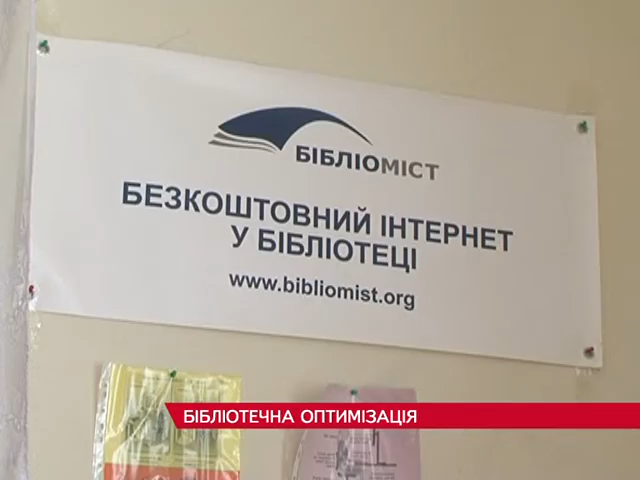 БІБЛІОМІСТ
БЕЗКОШТОВНИЙ ІНТЕРНЕТ
У БІБЛІОТЕЦІ
www.bibliomist.org
БІБЛІОТЕЧНА ОПТИМІЗАЦІЯ